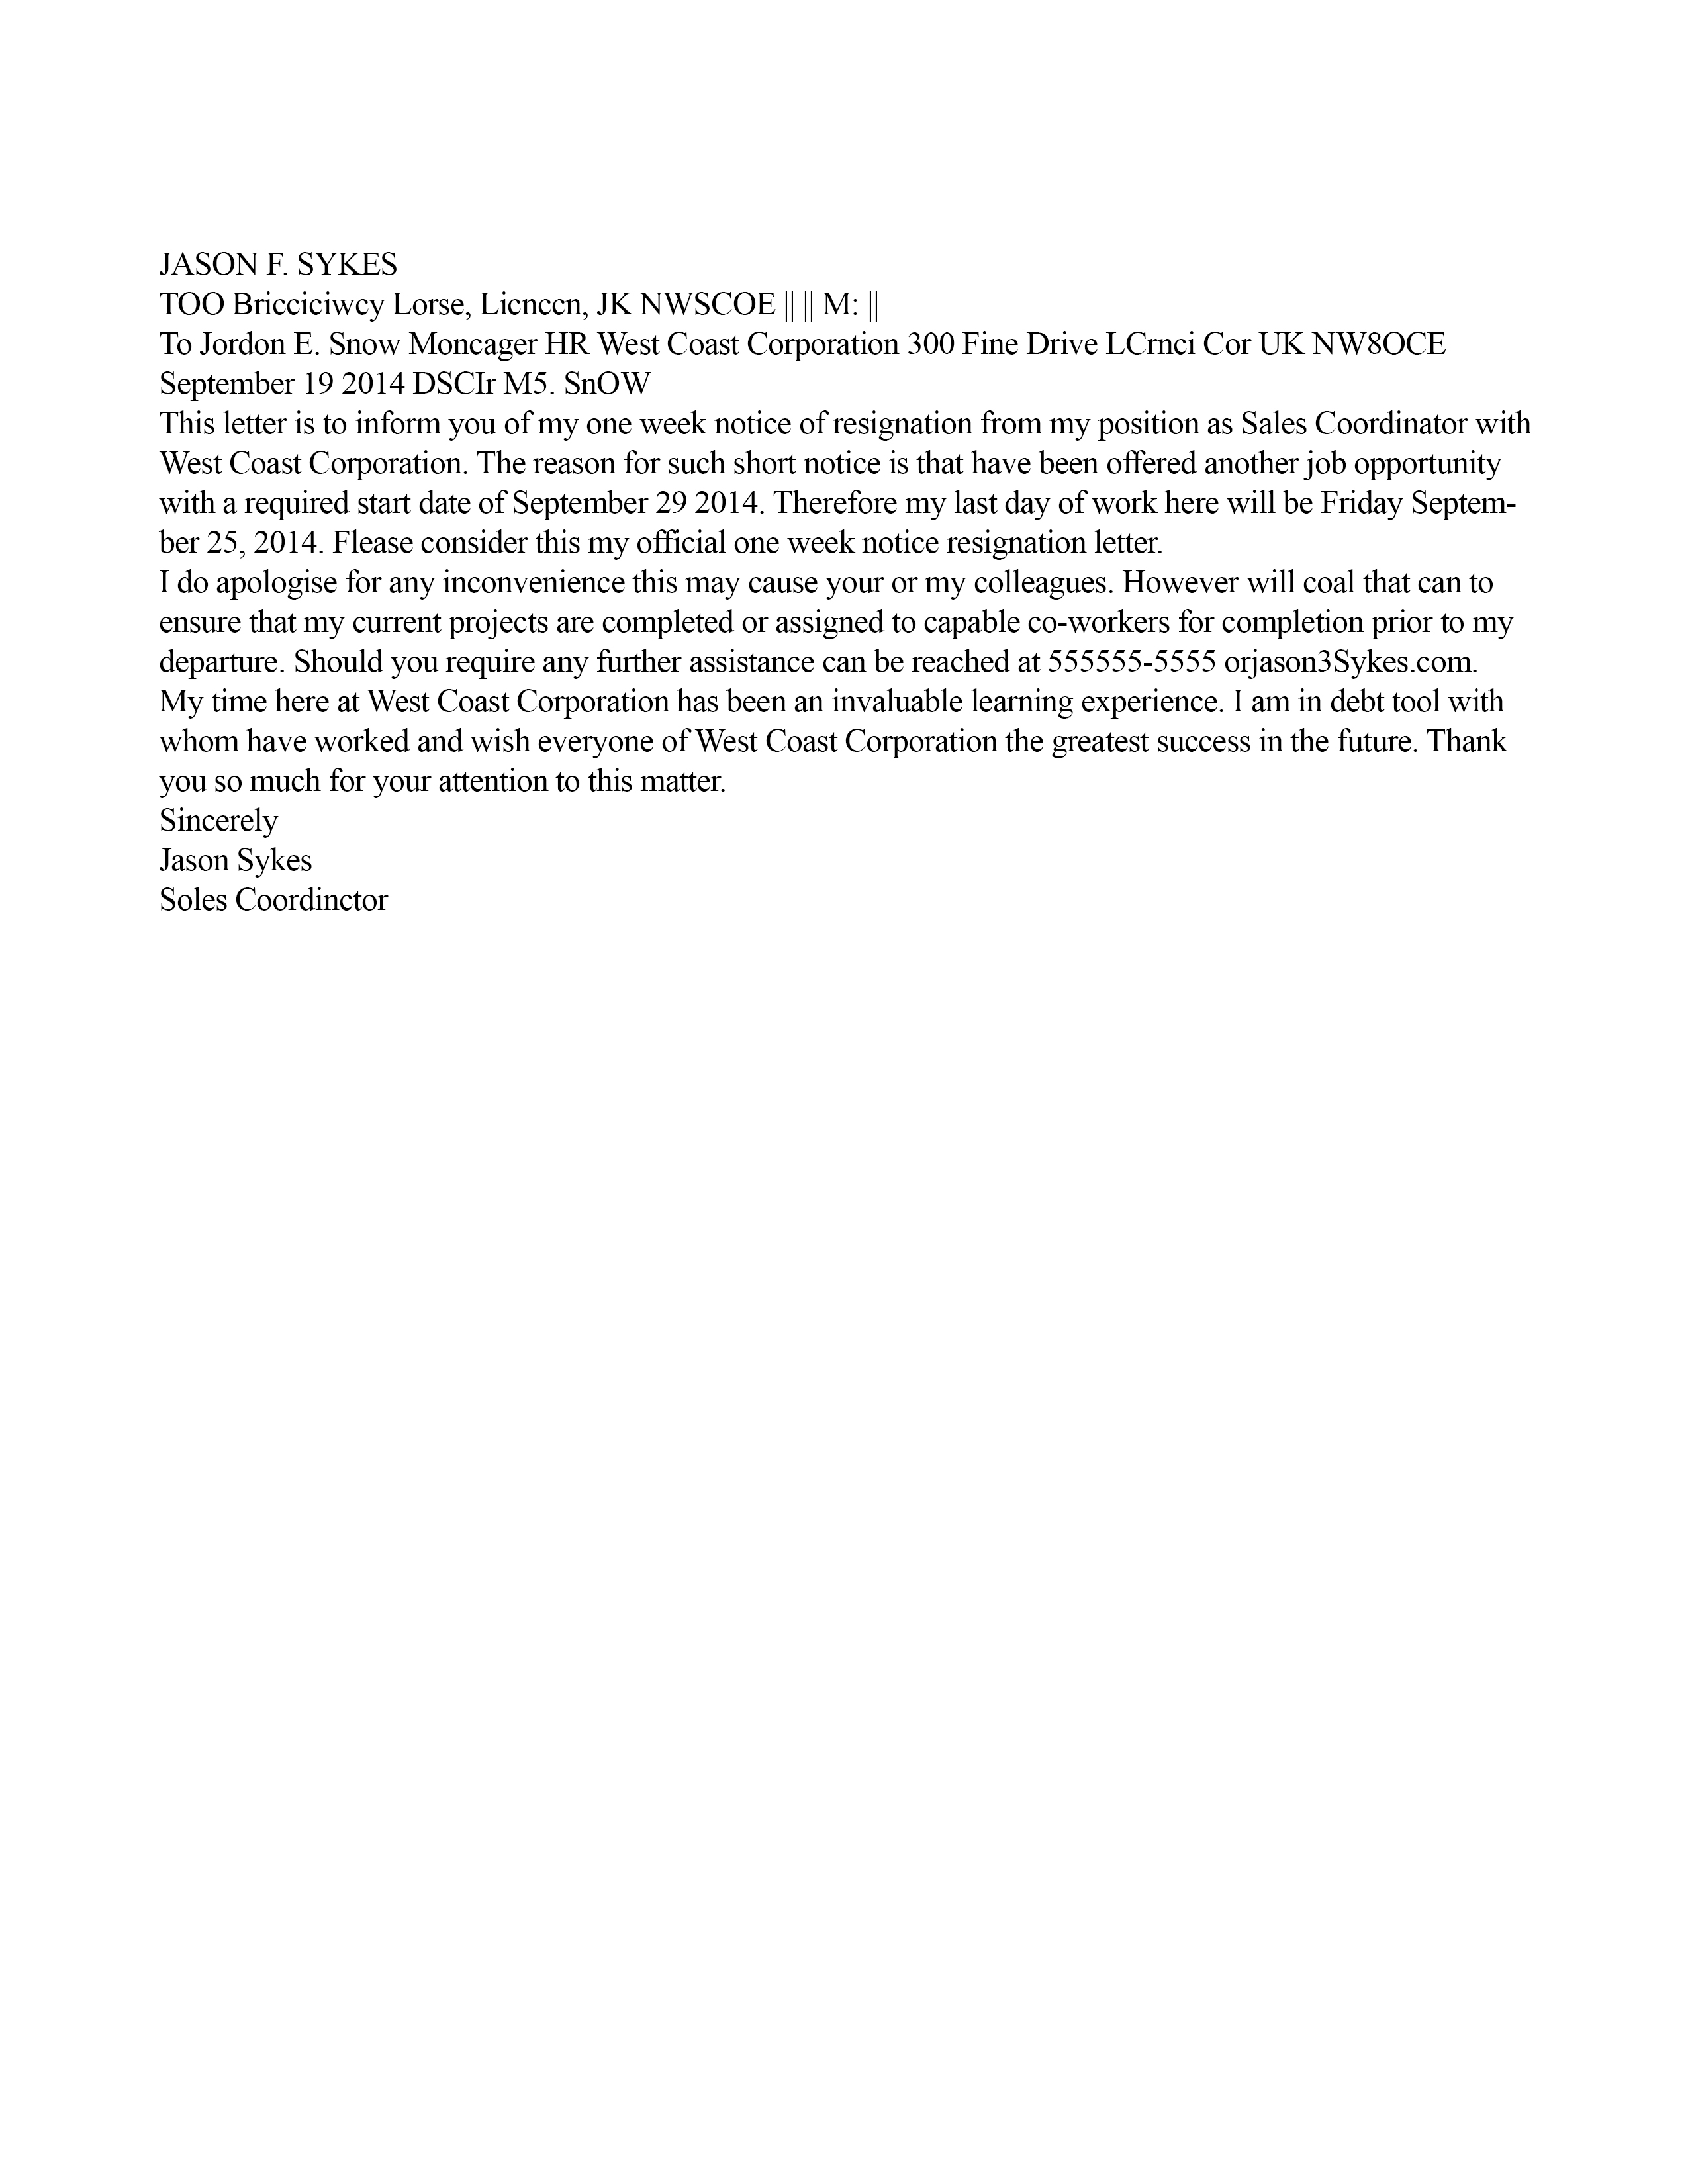 JASON F. SYKES
TOO Bricciciwcy Lorse, Licnccn, JK NWSCOE || || M: ||
To Jordon E. Snow Moncager HR West Coast Corporation 300 Fine Drive LCrnci Cor UK NW8OCE
September 19 2014 DSCIr M5. SnOW
This letter is to inform you of my one week notice of resignation from my position as Sales Coordinator with
West Coast Corporation. The reason for such short notice is that have been offered another job opportunity
with a required start date of September 29 2014. Therefore my last day of work here will be Friday Septem-
ber 25, 2014. Flease consider this my official one week notice resignation letter.
I do apologise for any inconvenience this may cause your or my colleagues. However will coal that can to
ensure that my current projects are completed or assigned to capable co-workers for completion prior to my
departure. Should you require any further assistance can be reached at 555555-5555 orjason3Sykes.com.
My time here at West Coast Corporation has been an invaluable learning experience. I am in debt tool with
whom have worked and wish everyone of West Coast Corporation the greatest success in the future. Thank
you so much for your attention to this matter.
Sincerely
Jason Sykes
Soles Coordinctor